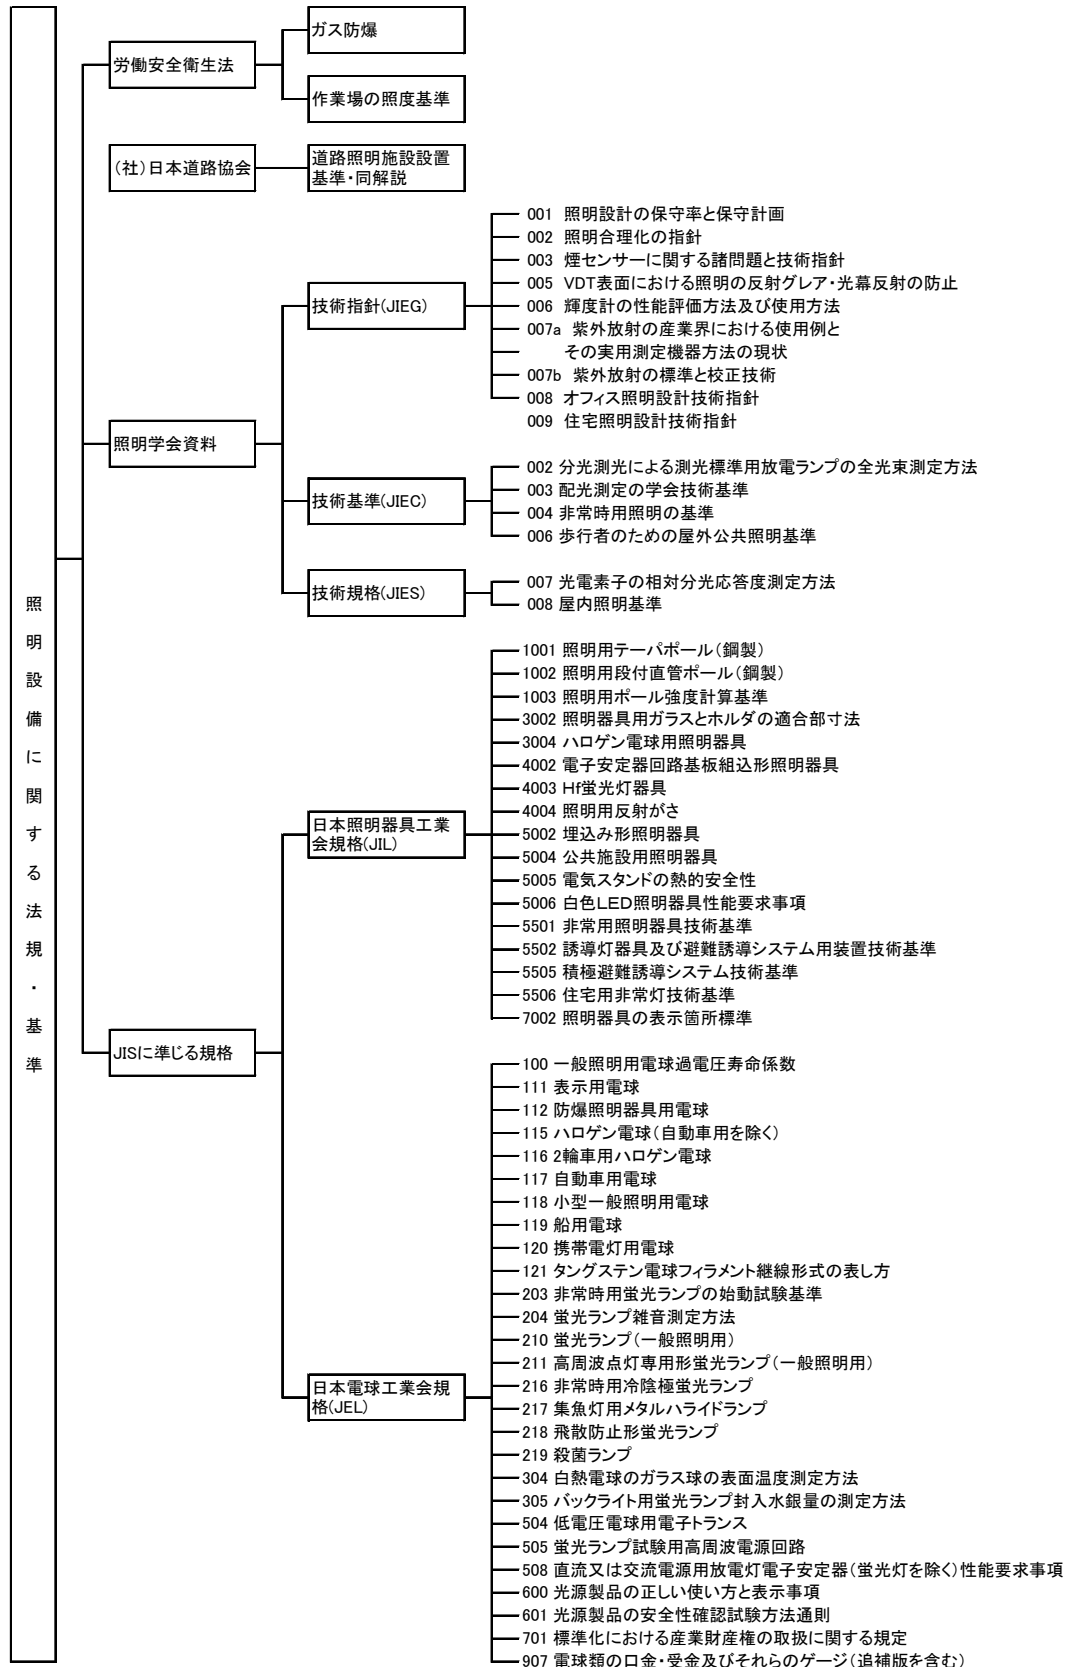 照明設備に関する法規・基準
労働安全衛生法
ガス防爆
作業場の照度基準
(社)日本道路協会
道路照明施設設置
基準・同解説
照明学会資料
技術指針(JIEG)
001 照明設計の保守率と保守計画
002 照明合理化の指針
003 煙センサーに関する諸問題と技術指針
005 VDT表面における照明の反射グレア・光幕反射の防止
006 輝度計の性能評価方法及び使用方法
007a 紫外放射の産業界における使用例と
その実用測定機器方法の現状
007b 紫外放射の標準と校正技術
008 オフィス照明設計技術指針
009 住宅照明設計技術指針
技術基準(JIEC)
002 分光測光による測光標準用放電ランプの全光束測定方法
003 配光測定の学会技術基準
004 非常時用照明の基準
006 歩行者のための屋外公共照明基準
技術規格(JIES)
007 光電素子の相対分光応答度測定方法
008 屋内照明基準
JISに準じる規格
日本照明器具工業
会規格(JIL)
1001 照明用テーパポール(鋼製)
1002 照明用段付直管ポール(鋼製)
1003 照明用ポール強度計算基準
3002 照明器具用ガラスとホルダの適合部寸法
3004 ハロゲン電球用照明器具
4002 電子安定器回路基板組込形照明器具
4003 Hf蛍光灯器具
4004 照明用反射がさ
5002 埋込み形照明器具
5004 公共施設用照明器具
5005 電気スタンドの熱的安全性
5006 白色LED照明器具性能要求事項
5501 非常用照明器具技術基準
5502 誘導灯器具及び避難誘導システム用装置技術基準
5505 積極避難誘導システム技術基準
5506 住宅用非常灯技術基準
7002 照明器具の表示箇所標準
日本電球工業会規
格(JEL)
100 一般照明用電球過電圧寿命係数
111 表示用電球
112 防爆照明器具用電球
115 ハロゲン電球(自動車用を除く)
116 2輪車用ハロゲン電球
117 自動車用電球
118 小型一般照明用電球
119 船用電球
120 携帯電灯用電球
121 タングステン電球フィラメント継線形式の表し方
203 非常時用蛍光ランプの始動試験基準
204 蛍光ランプ雑音測定方法
210 蛍光ランプ(一般照明用)
211 高周波点灯専用形蛍光ランプ(一般照明用)
216 非常時用冷陰極蛍光ランプ
217 集魚灯用メタルハライドランプ
218 飛散防止形蛍光ランプ
219 殺菌ランプ
304 白熱電球のガラス球の表面温度測定方法
305 バックライト用蛍光ランプ封入水銀量の測定方法
504 低電圧電球用電子トランス
505 蛍光ランプ試験用高周波電源回路
508 直流又は交流電源用放電灯電子安定器(蛍光灯を除く)性能要求事項
600 光源製品の正しい使い方と表示事項
601 光源製品の安全性確認試験方法通則
701 標準化における産業財産権の取扱に関する規定
907 電球類の口金・受金及びそれらのゲージ(追補版を含む)